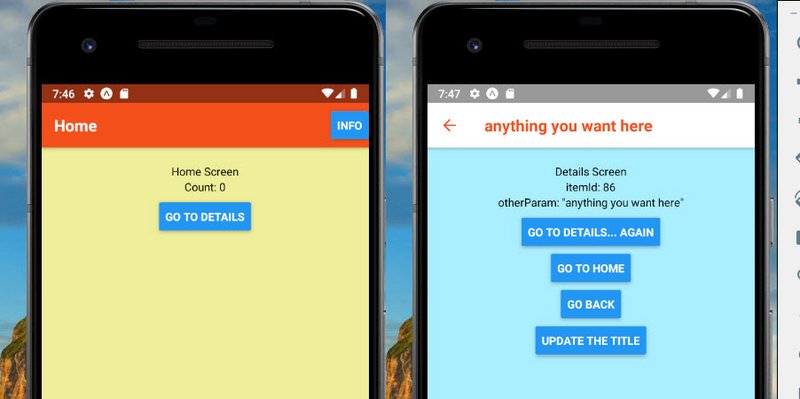 7:46
Home
INFO
Home Screen
Count: 0
GO TO DETAILS
7:47
anything you want here
Details Screen
itemId: 86
otherParam: "anything you want here"
GO TO DETAILS... AGAIN
GO TO HOME
GO BACK
UPDATE THE TITLE